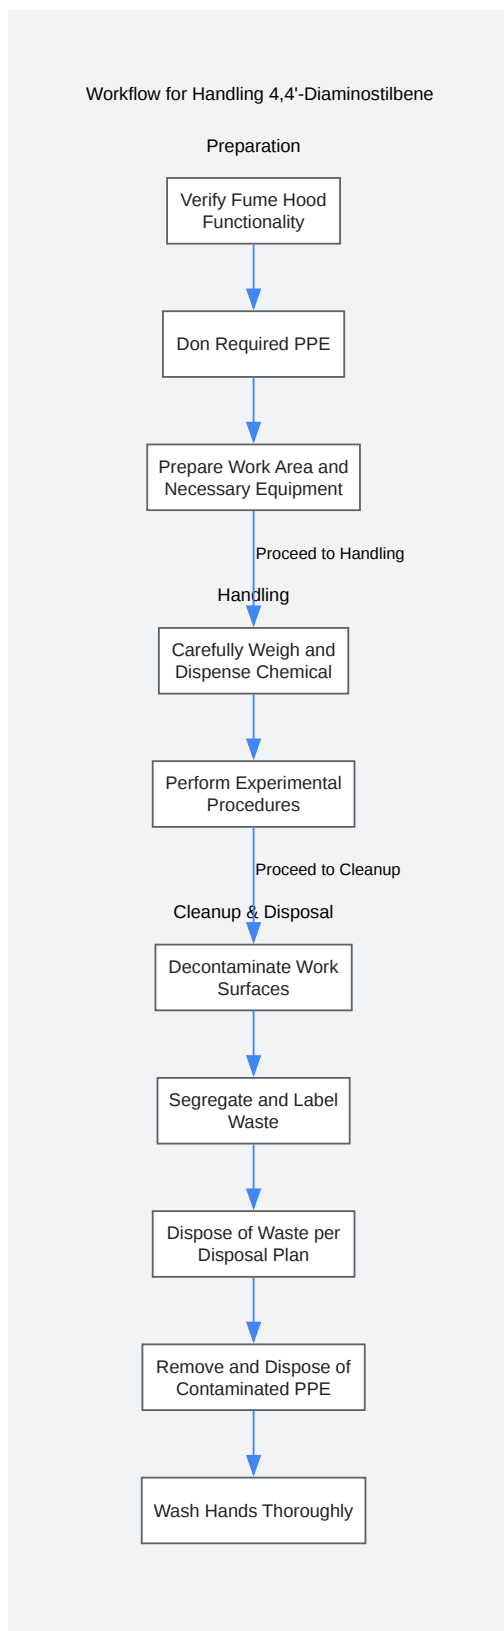 Workflow for Handling 4,4'-Diaminostilbene
Preparation
Verify Fume Hood
Functionality
Don Required PPE
Prepare Work Area and
Necessary Equipment
Proceed to Handling
Handling
Carefully Weigh and
Dispense Chemical
Perform Experimental
Procedures
Proceed to Cleanup
Cleanup & Disposal
Decontaminate Work
Surfaces
Segregate and Label
Waste
Dispose of Waste per
Disposal Plan
Remove and Dispose of
Contaminated PPE
Wash Hands Thoroughly